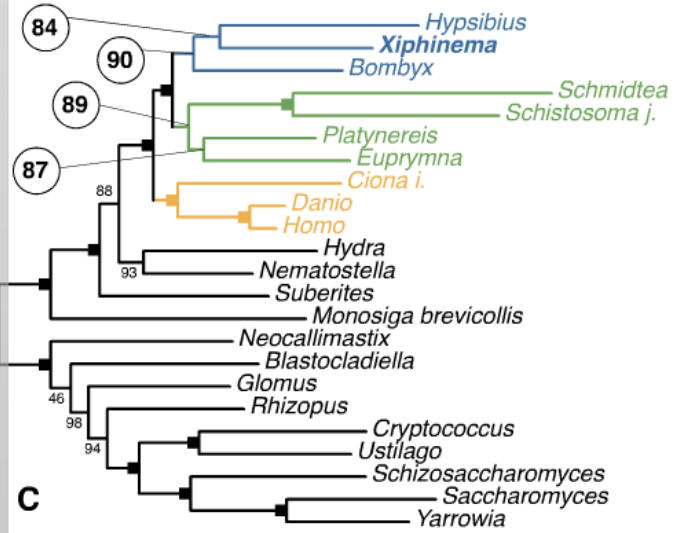 84
Hypsibius
Xiphinema
90
Bombyx
89
Schmidtea
Schistosoma j.
Platynereis
87
Euprymna
Ciona i.
88
Danio
Homo
Hydra
93
Nematostella
Suberites
Monosiga brevicollis
Neocallimastix
Blastocladiella
46
Glomus
98
Rhizopus
94
Cryptococcus
Ustilago
Schizosaccharomyces
C
Saccharomyces
Yarrowia